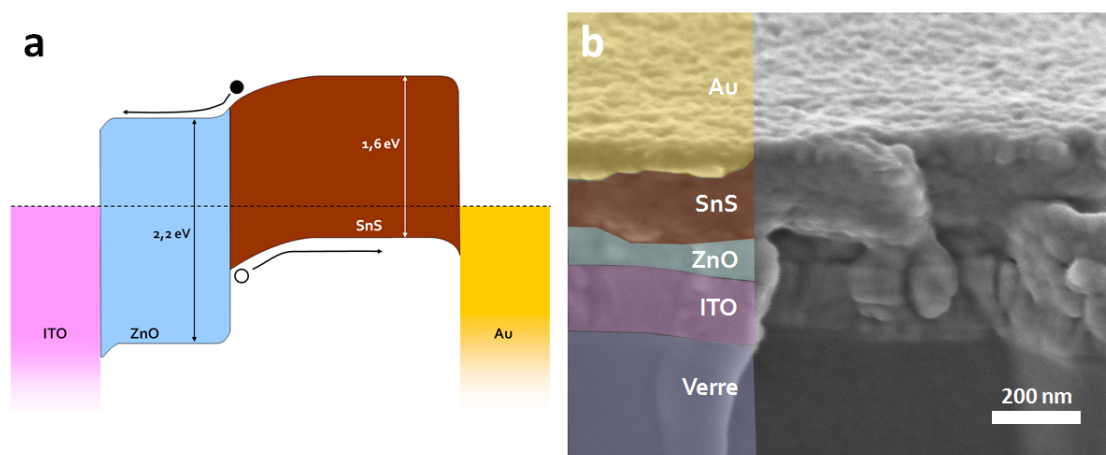 a
1,6 eV
2,2 eV
SnS
ITO
ZnO
Au
b
Au
SnS
ZnO
ITO
Verre
200 nm